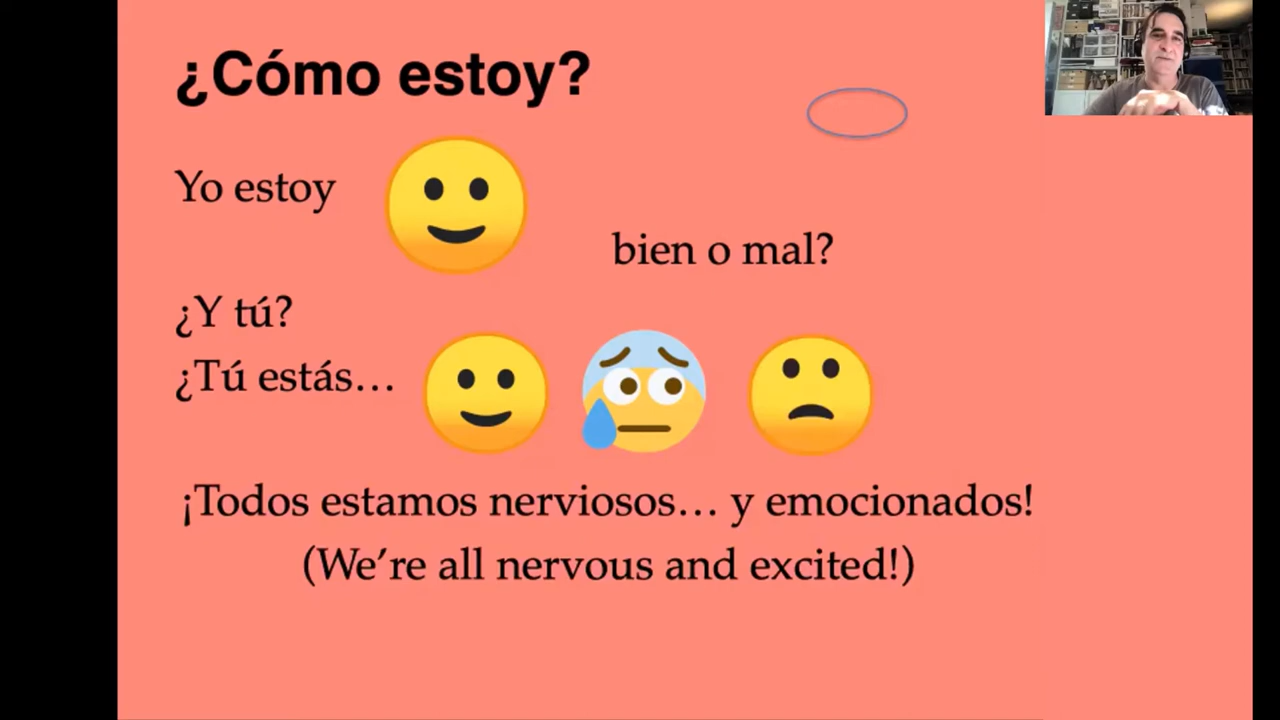 ¿Cómo estoy?
Yo estoy
bien o mal?
¿Y tú?
¿Tú estás…
¡Todos estamos nerviosos… y emocionados!
(We’re all nervous and excited!)